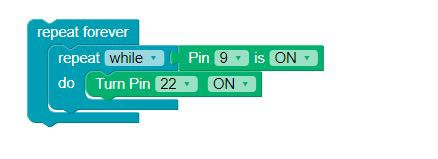 repeat forever
repeat while Pin 9 is ON
do Turn Pin 22 ON